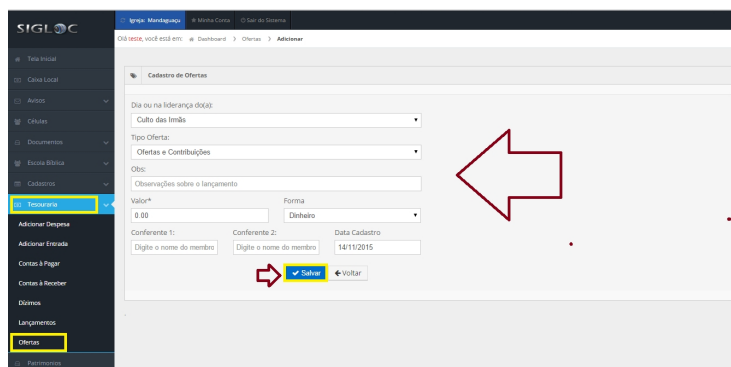 SIGLOC
Igreja: Mandaguaçu
Minha Conta
Sair do Sistema
Olá teste, você está em: Dashboard > Ofertas > Adicionar
Tela Inicial
Caixa Local
Avisos
Células
Documentos
Escola Bíblica
Cadastros
Tesouraria
Adicionar Despesa
Adicionar Entrada
Contas à Pagar
Contas à Receber
Dízimos
Lançamentos
Ofertas
Patrimonios
Cadastro de Ofertas
Dia ou na liderança do(a):
Culto das Irmãs
Tipo Oferta:
Ofertas e Contribuições
Obs:
Observações sobre o lançamento
Valor* Forma
0.00 Dinheiro
Conferente 1: Conferente 2: Data Cadastro
Digite o nome do membro Digite o nome do membro 14/11/2015
Salvar Voltar